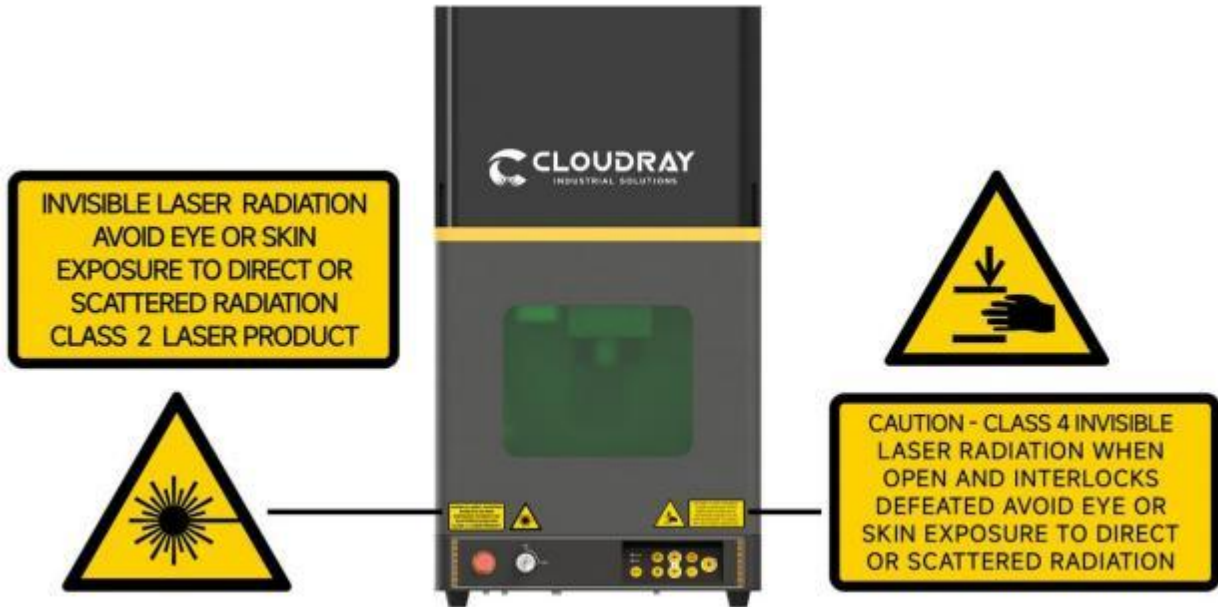 CLOUDRAY
INDUSTRIAL SOLUTIONS
INVISIBLE LASER RADIATION
AVOID EYE OR SKIN
EXPOSURE TO DIRECT OR
SCATTERED RADIATION
CLASS 2 LASER PRODUCT
CAUTION - CLASS 4 INVISIBLE
LASER RADIATION WHEN
OPEN AND INTERLOCKS
DEFEATED AVOID EYE OR
SKIN EXPOSURE TO DIRECT
OR SCATTERED RADIATION